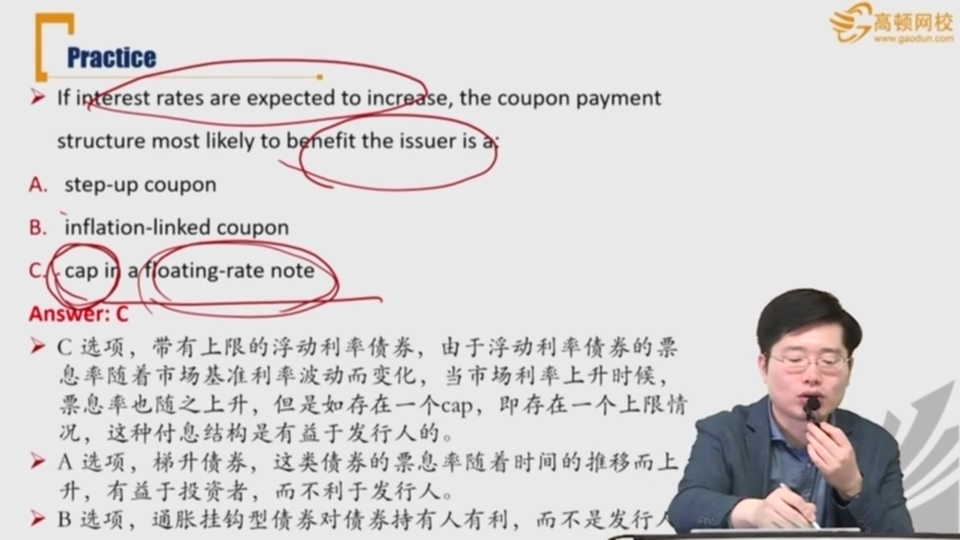 高顿网校
www.gaodun.com
Practice
If interest rates are expected to increase, the coupon payment
structure most likely to benefit the issuer is a:
A. step-up coupon
B. inflation-linked coupon
C. cap in a floating-rate note
Answer: C
C 选项，带有上限的浮动利率债券，由于浮动利率债券的票
息率随着市场基准利率波动而变化，当市场利率上升时候，
票息率也随之上升，但是如存在一个cap，即存在一个上限情
况，这种付息结构是有益于发行人的。
A 选项，梯升债券，这类债券的票息率随着时间的推移而上
升，有益于投资者，而不利于发行人。
B 选项，通胀挂钩型债券对债券持有人有利，而不是发行人